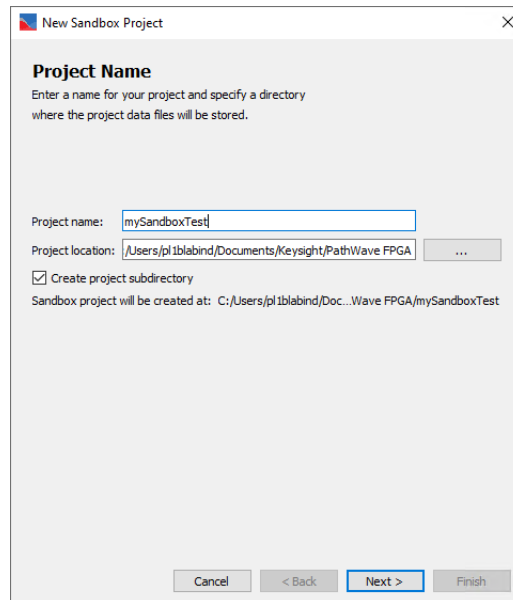 New Sandbox Project
Project Name
Enter a name for your project and specify a directory
where the project data files will be stored.
Project name: mySandboxTest
Project location: /Users/pl1blabind/Documents/Keysight/PathWave FPGA ...
Create project subdirectory
Sandbox project will be created at: C:/Users/pl1blabind/Doc...Wave FPGA/mySandboxTest
Cancel < Back Next > Finish